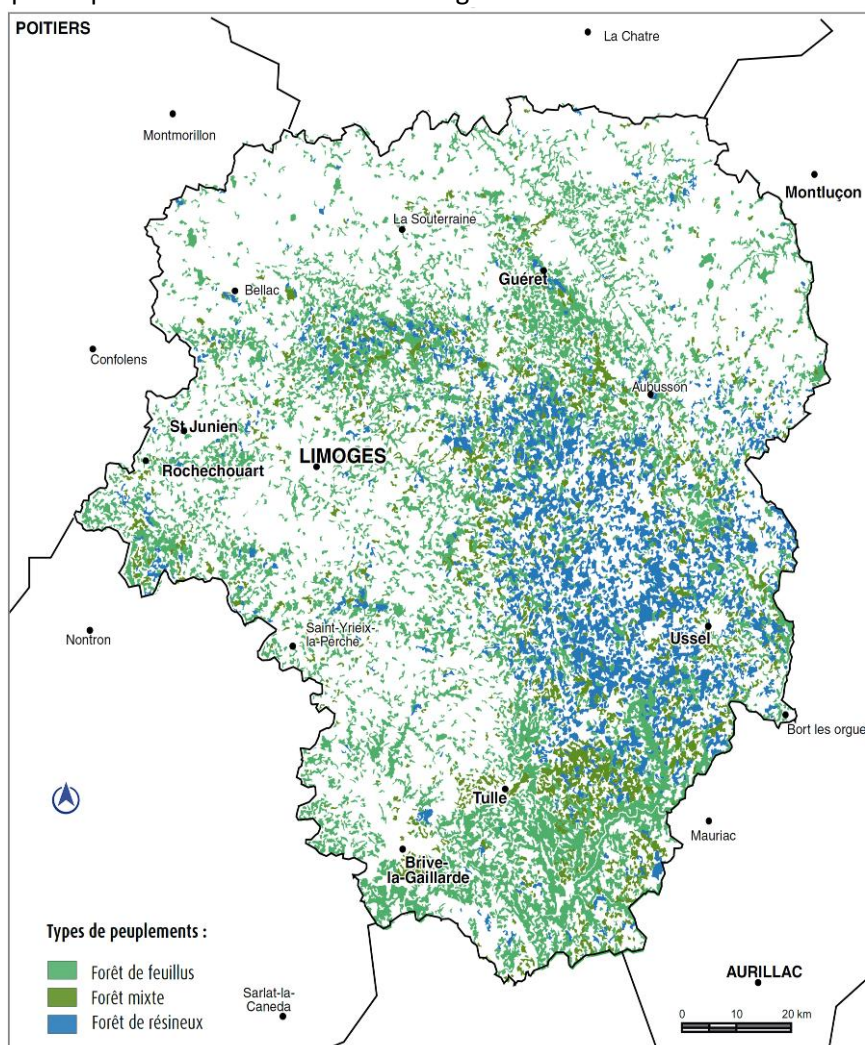 POITIERS
La Chatre
Montmorillon
Montluçon
La Souterraine
Guéret
Bellac
Confolens
Aubusson
St Junien
LIMOGES
Rochechouart
Nontron
Saint-Yrieix-
la-Perche
Ussel
Bort les orgue
Tulle
Mauriac
Brive-
la-Gaillarde
Types de peuplements :
Forêt de feuillus
Forêt mixte
Forêt de résineux
Sarlat-la-
Caneda
AURILLAC
0 10 20 km